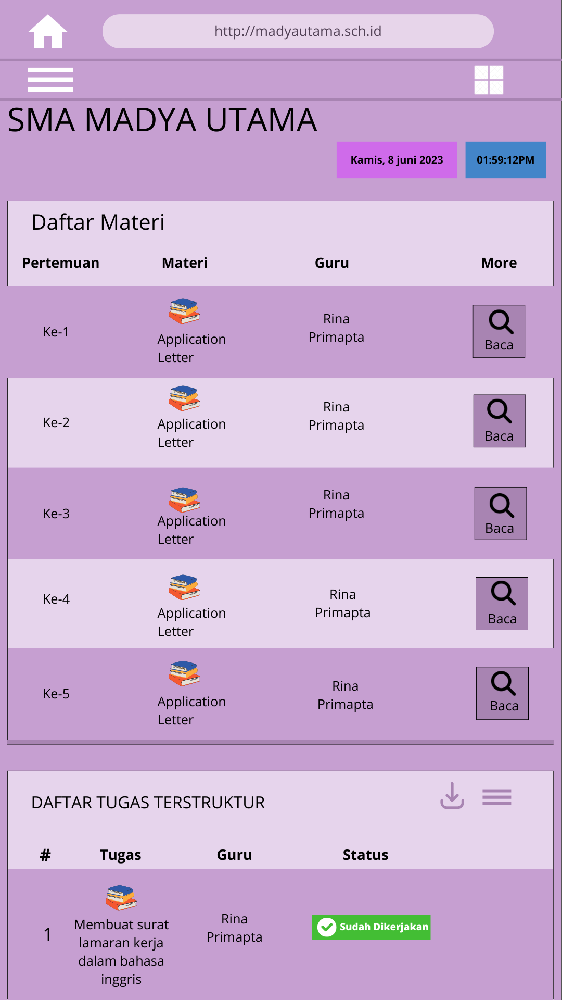 http://madyautama.sch.id
SMA MADYA UTAMA
Kamis, 8 juni 2023 01:59:12PM
Daftar Materi
Pertemuan Materi Guru More
Ke-1
Application
Letter
Rina
Primapta
Baca
Ke-2
Application
Letter
Rina
Primapta
Baca
Ke-3
Application
Letter
Rina
Primapta
Baca
Ke-4
Application
Letter
Rina
Primapta
Baca
Ke-5
Application
Letter
Rina
Primapta
Baca
DAFTAR TUGAS TERSTRUKTUR
# Tugas Guru Status
1
Membuat surat
lamaran kerja
dalam bahasa
inggris
Rina
Primapta
Sudah Dikerjakan